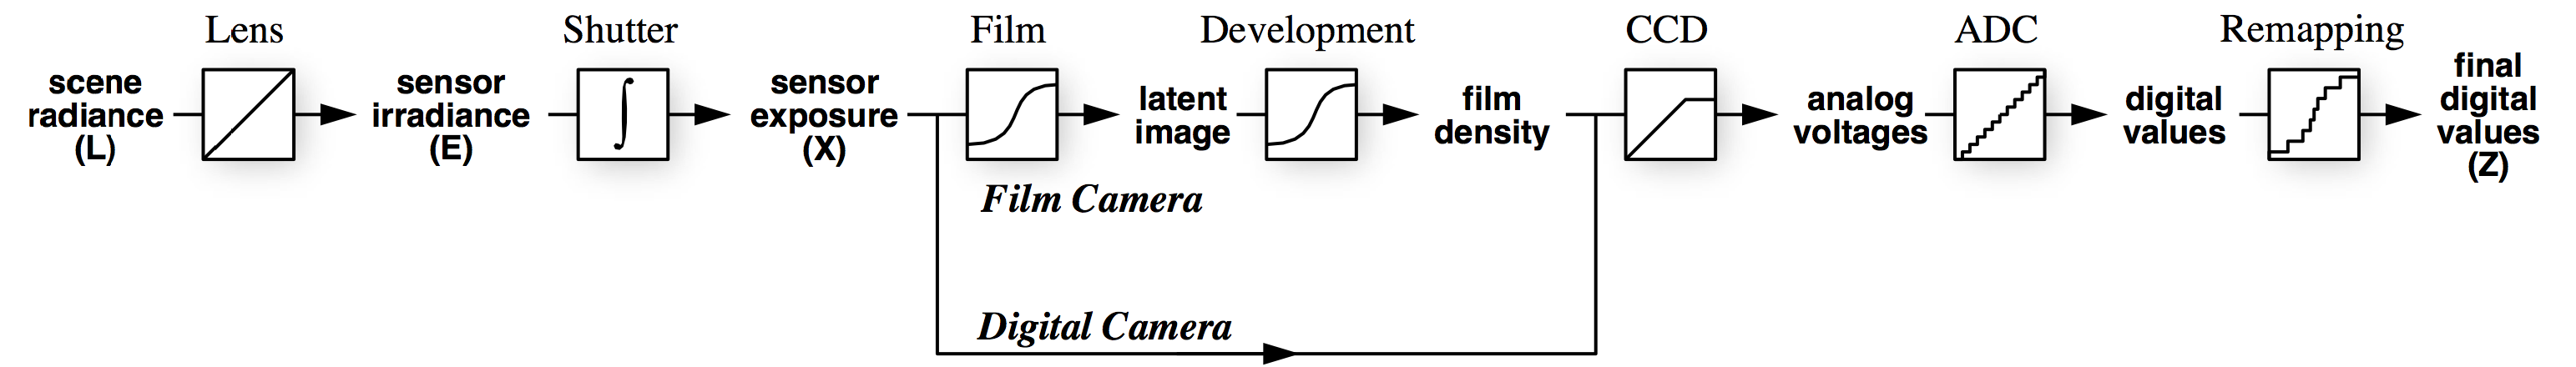 Lens
Shutter
Film
Development
CCD
ADC
Remapping
scene
radiance
(L)
sensor
irradiance
(E)
∫
sensor
exposure
(X)
latent
image
film
density
analog
voltages
digital
values
final
digital
values
(Z)
Film Camera
Digital Camera